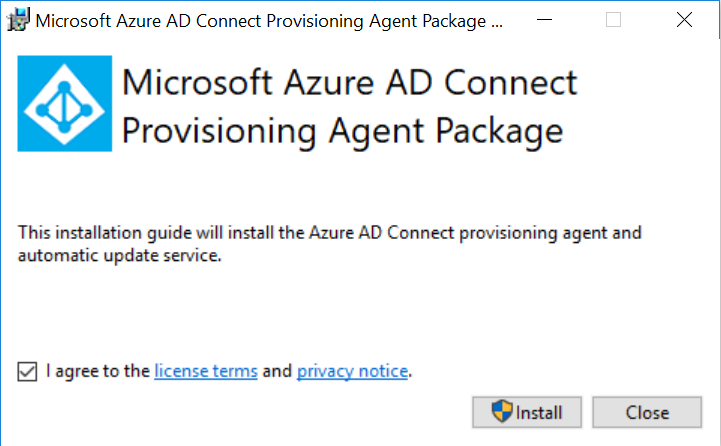 Microsoft Azure AD Connect Provisioning Agent Package ...
Microsoft Azure AD Connect
Provisioning Agent Package
This installation guide will install the Azure AD Connect provisioning agent and
automatic update service.
I agree to the license terms and privacy notice.
Install
Close